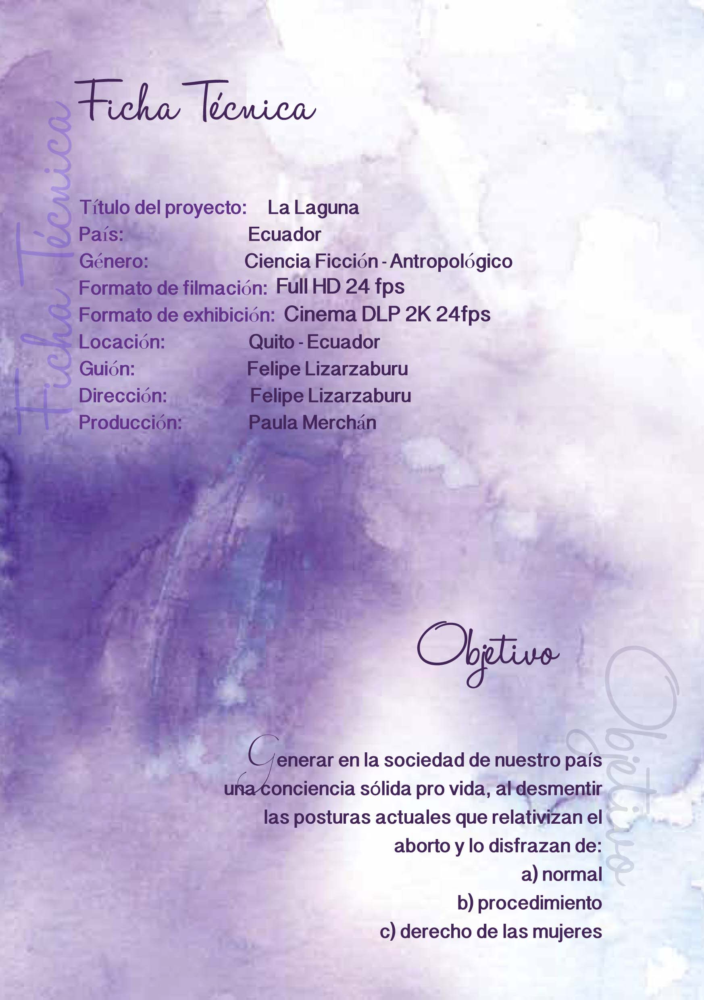 Ficha Técnica
Ficha Técnica
Título del proyecto: La Laguna
País: Ecuador
Género: Ciencia Ficción - Antropológico
Formato de filmación: Full HD 24 fps
Formato de exhibición: Cinema DLP 2K 24fps
Locación: Quito - Ecuador
Guión: Felipe Lizarzaburu
Dirección: Felipe Lizarzaburu
Producción: Paula Merchán
Objetivo
Objetivo
Generar en la sociedad de nuestro país
una conciencia sólida pro vida, al desmentir
las posturas actuales que relativizan el
aborto y lo disfrazan de:
a) normal
b) procedimiento
c) derecho de las mujeres